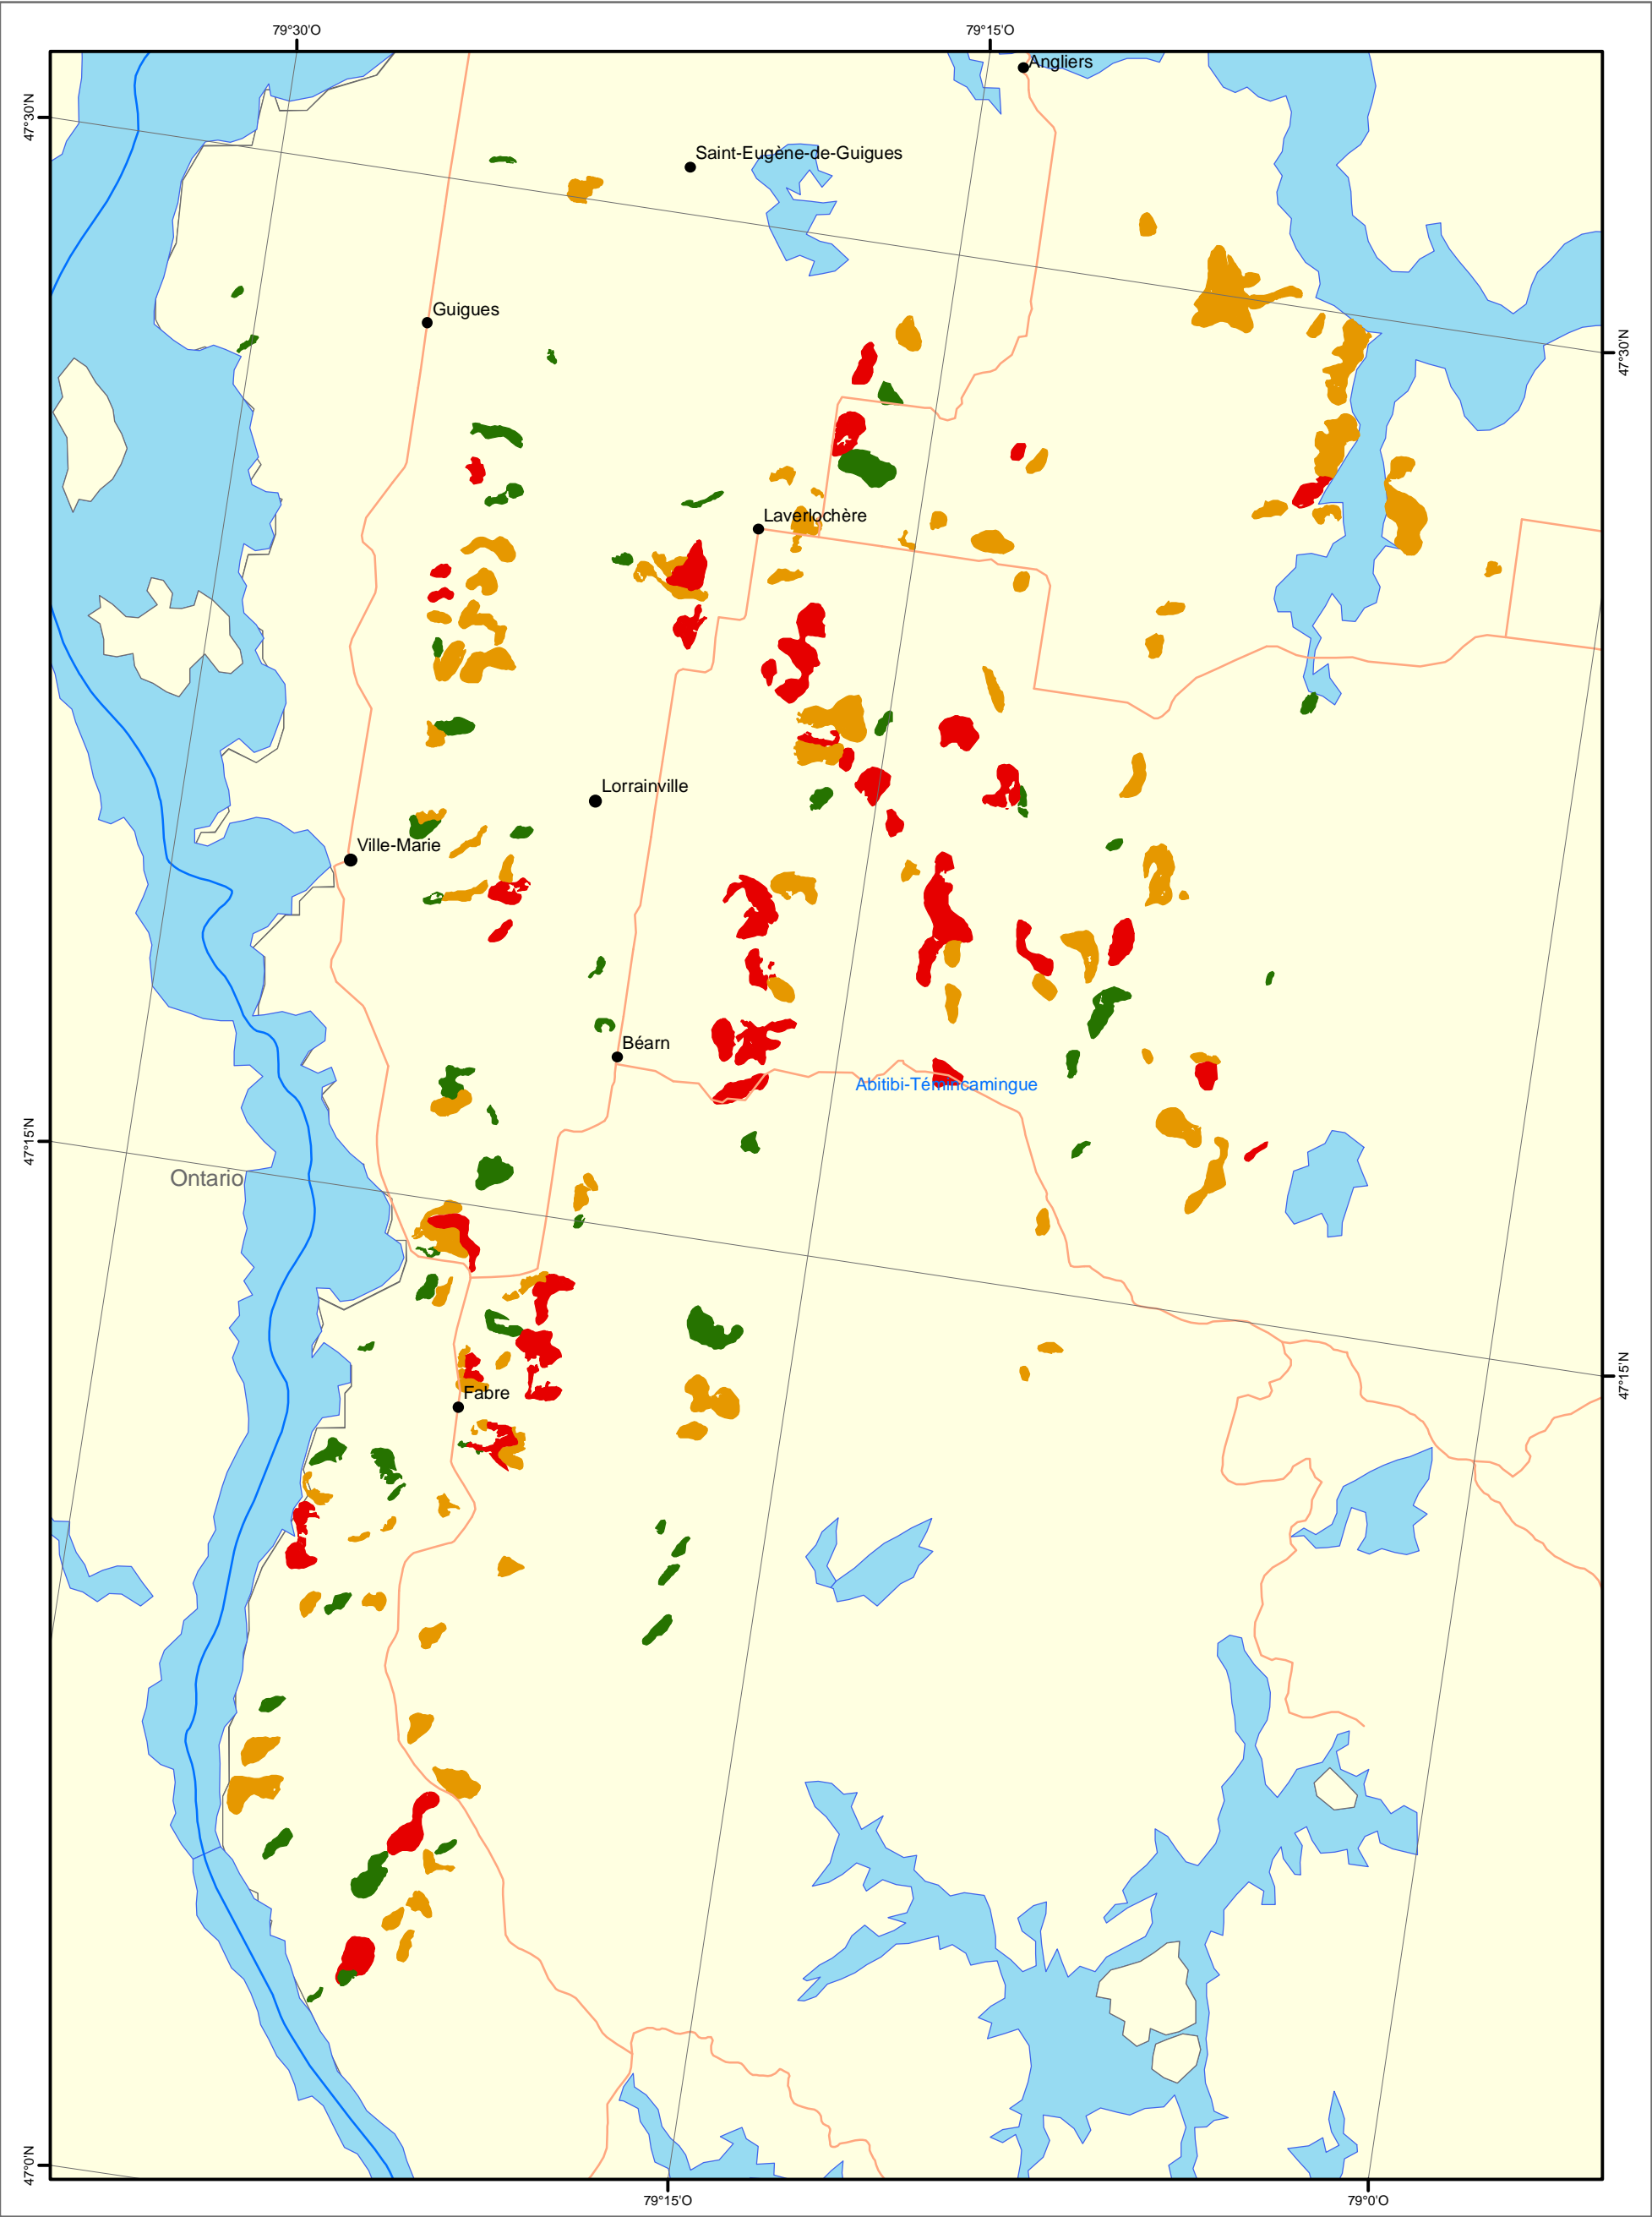 79°30'O
79°15'O
Angliers
47°30'N
Saint-Eugène-de-Guigues
Guigues
47°30'N
Laverlochère
Lorrainville
Ville-Marie
Béarn
Abitibi-Témincamingue
47°15'N
Ontario
47°15'N
Fabre
47°0'N
79°15'O
79°0'O